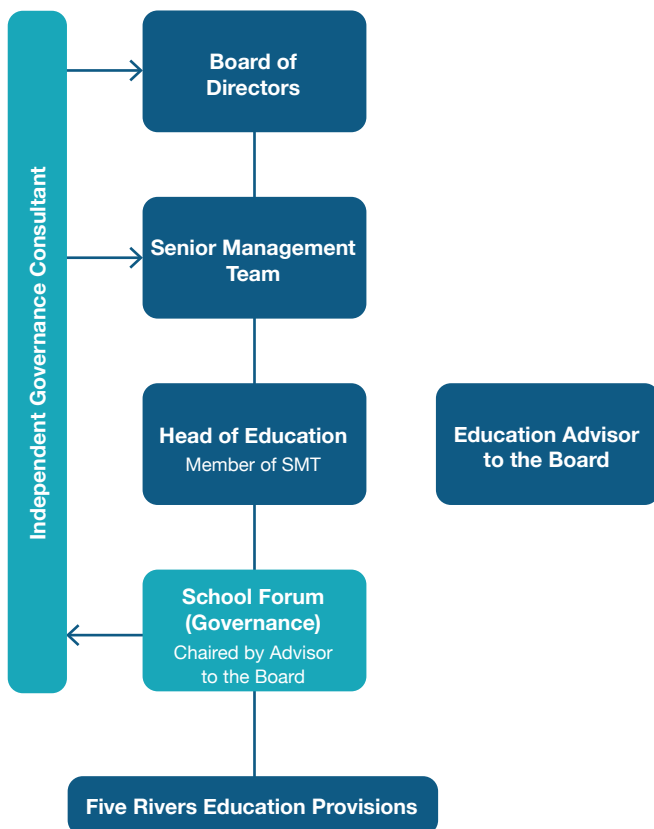 Independent Governance Consultant
Board of
Directors
Senior Management
Team
Head of Education
Member of SMT
Education Advisor
to the Board
School Forum
(Governance)
Chaired by Advisor
to the Board
Five Rivers Education Provisions